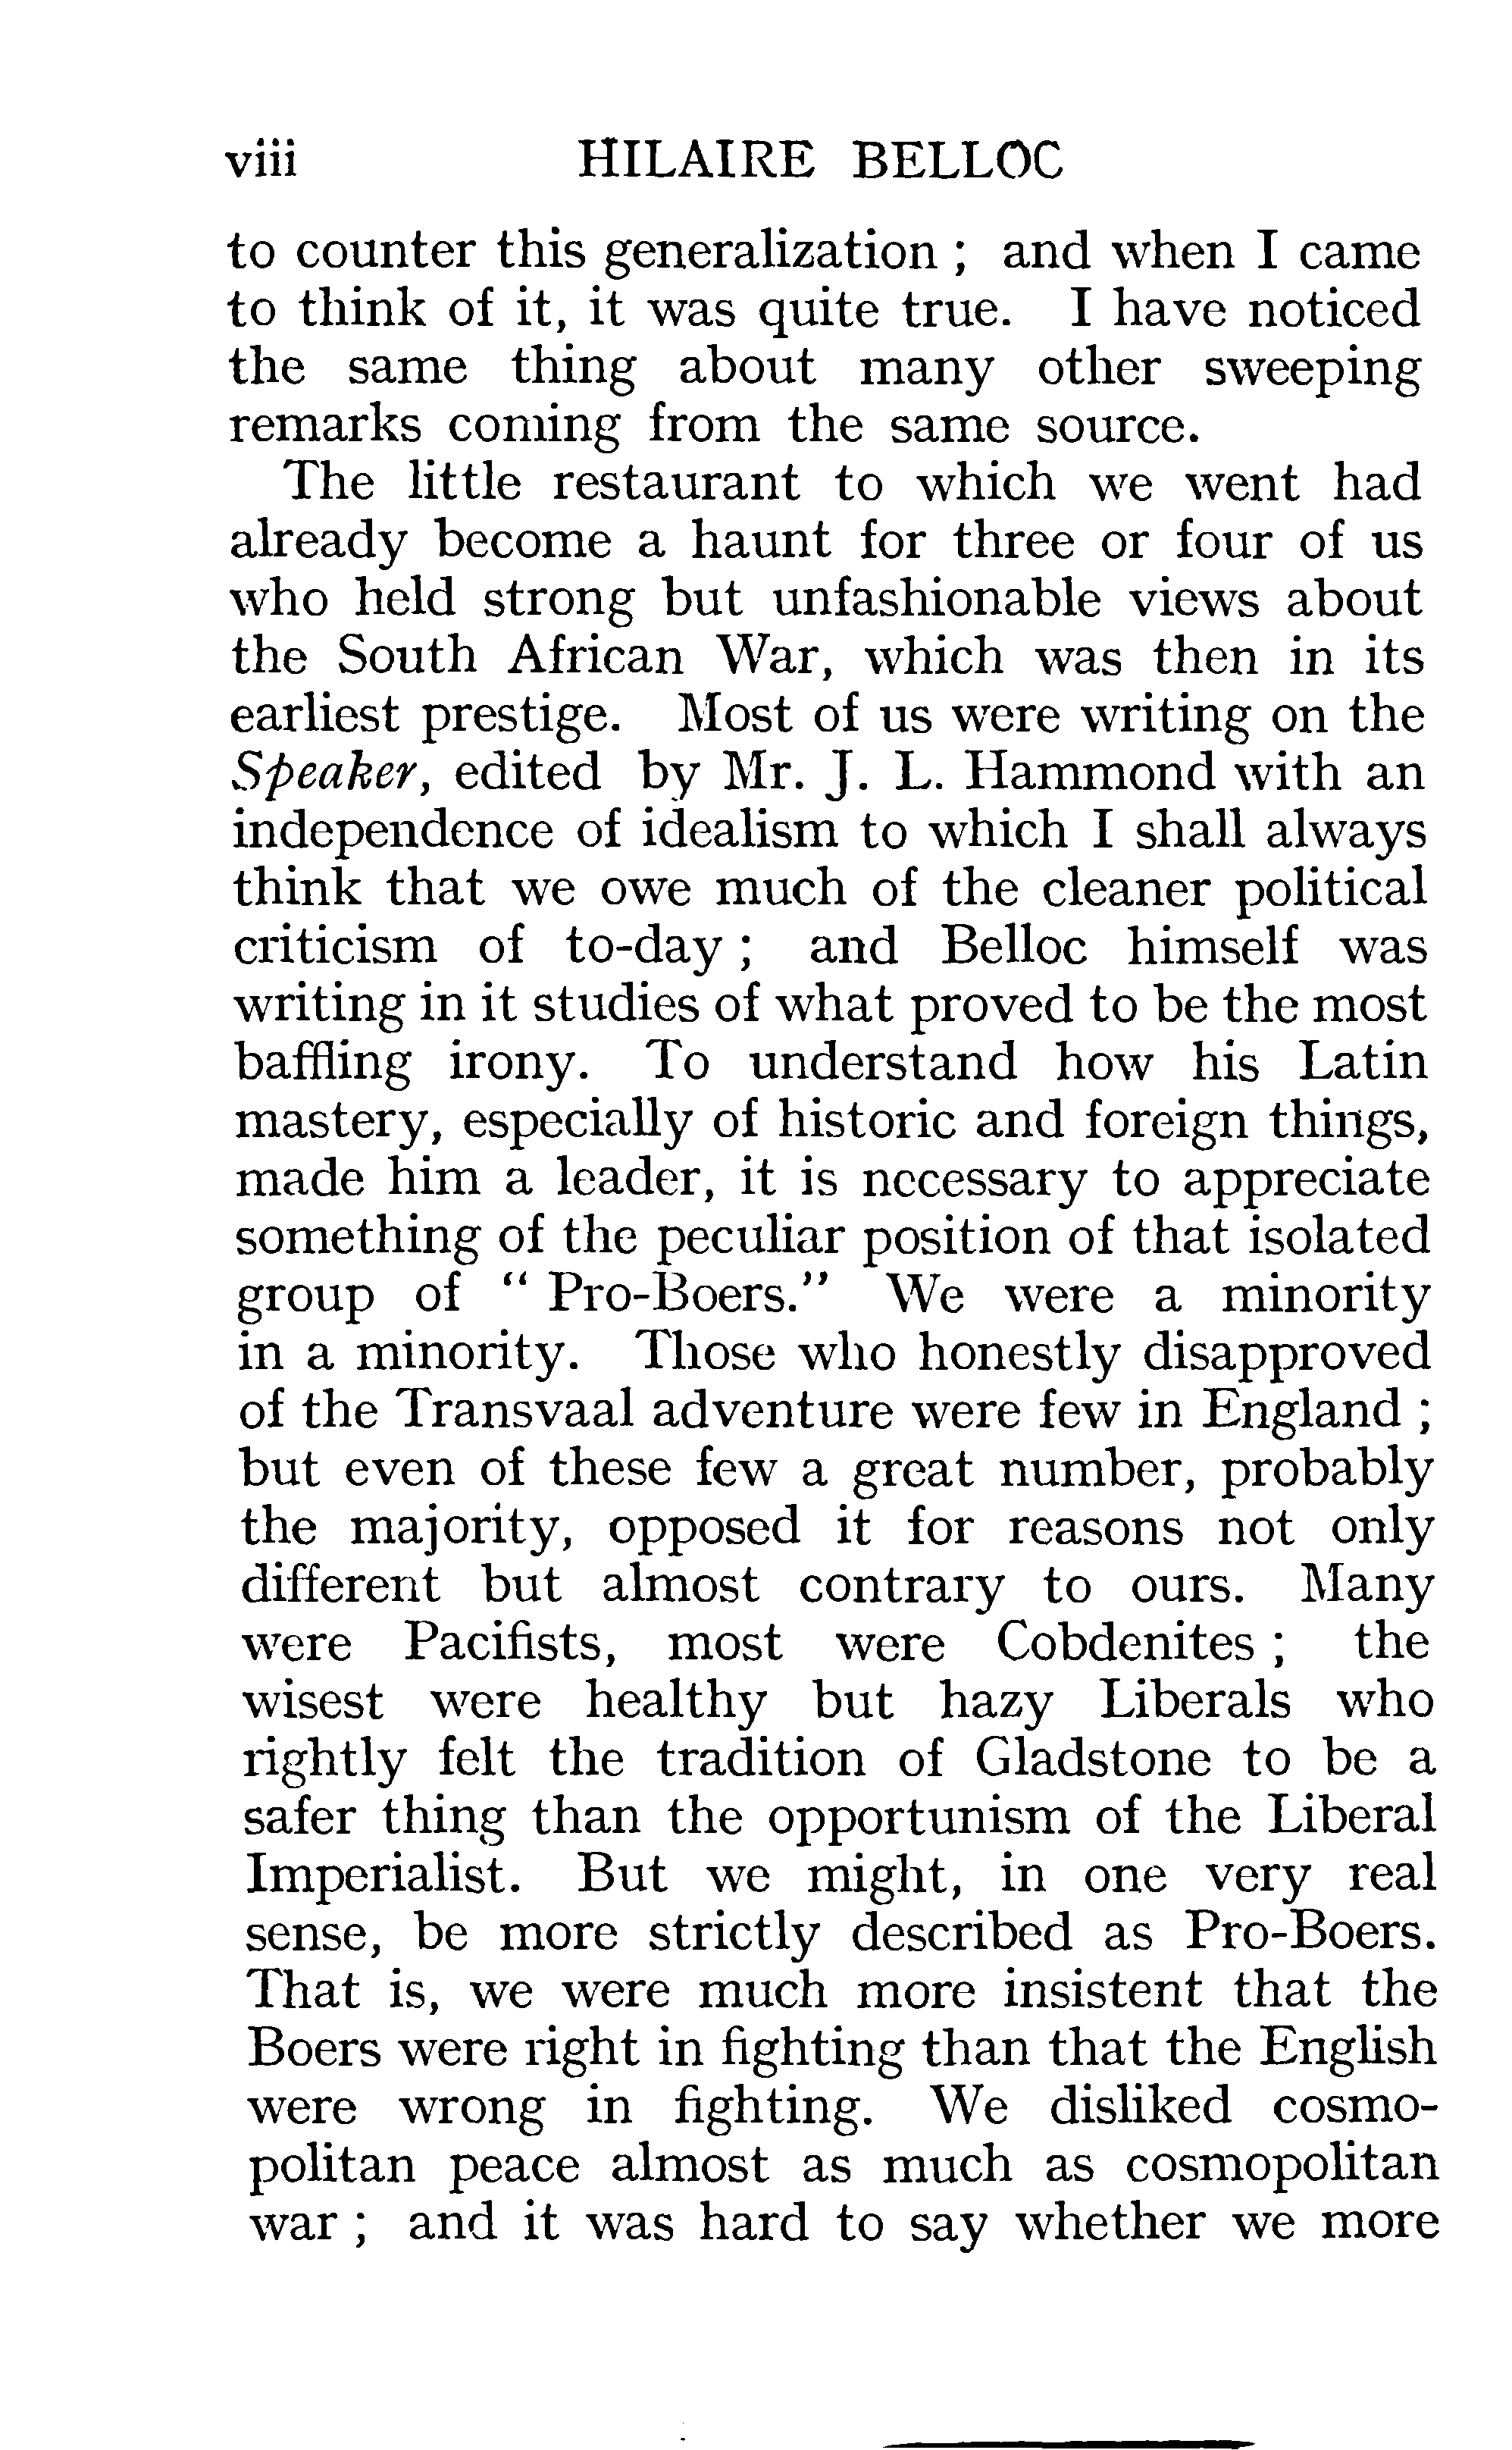 viii HILAIRE BELLOC
to counter this generalization ; and when I came
to think of it, it was quite true. I have noticed
the same thing about many other sweeping
remarks coming from the same source.
The little restaurant to which we went had
already become a haunt for three or four of us
who held strong but unfashionable views about
the South African War, which was then in its
earliest prestige. Most of us were writing on the
Speaker, edited by Mr. J. L. Hammond with an
independence of idealism to which I shall always
think that we owe much of the cleaner political
criticism of to-day ; and Belloc himself was
writing in it studies of what proved to be the most
baffling irony. To understand how his Latin
mastery, especially of historic and foreign things,
made him a leader, it is necessary to appreciate
something of the peculiar position of that isolated
group of “ Pro-Boers.” We were a minority
in a minority. Those who honestly disapproved
of the Transvaal adventure were few in England ;
but even of these few a great number, probably
the majority, opposed it for reasons not only
different but almost contrary to ours. Many
were Pacifists, most were Cobdenites ; the
wisest were healthy but hazy Liberals who
rightly felt the tradition of Gladstone to be a
safer thing than the opportunism of the Liberal
Imperialist. But we might, in one very real
sense, be more strictly described as Pro-Boers.
That is, we were much more insistent that the
Boers were right in fighting than that the English
were wrong in fighting. We disliked cosmo-
politan peace almost as much as cosmopolitan
war ; and it was hard to say whether we more